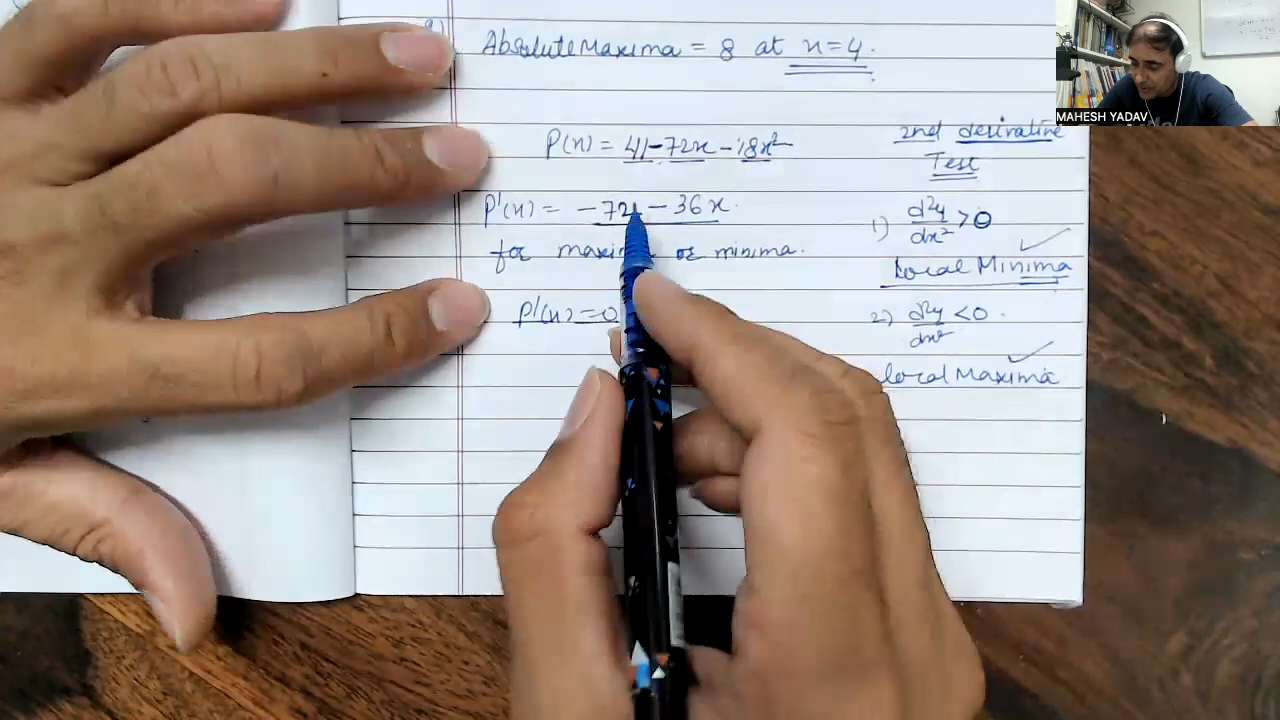 Absolute Maxima = 8 at x=4.
P(x) = 41-72x-18x²
P'(x) = -72 - 36x.
for maxima or minima.
P'(x)=0
2nd derivative
Test
1) d²y/dx² >0
Local Minima
2) d²y/dx² <0.
Local Maxima
MAHESH YADAV